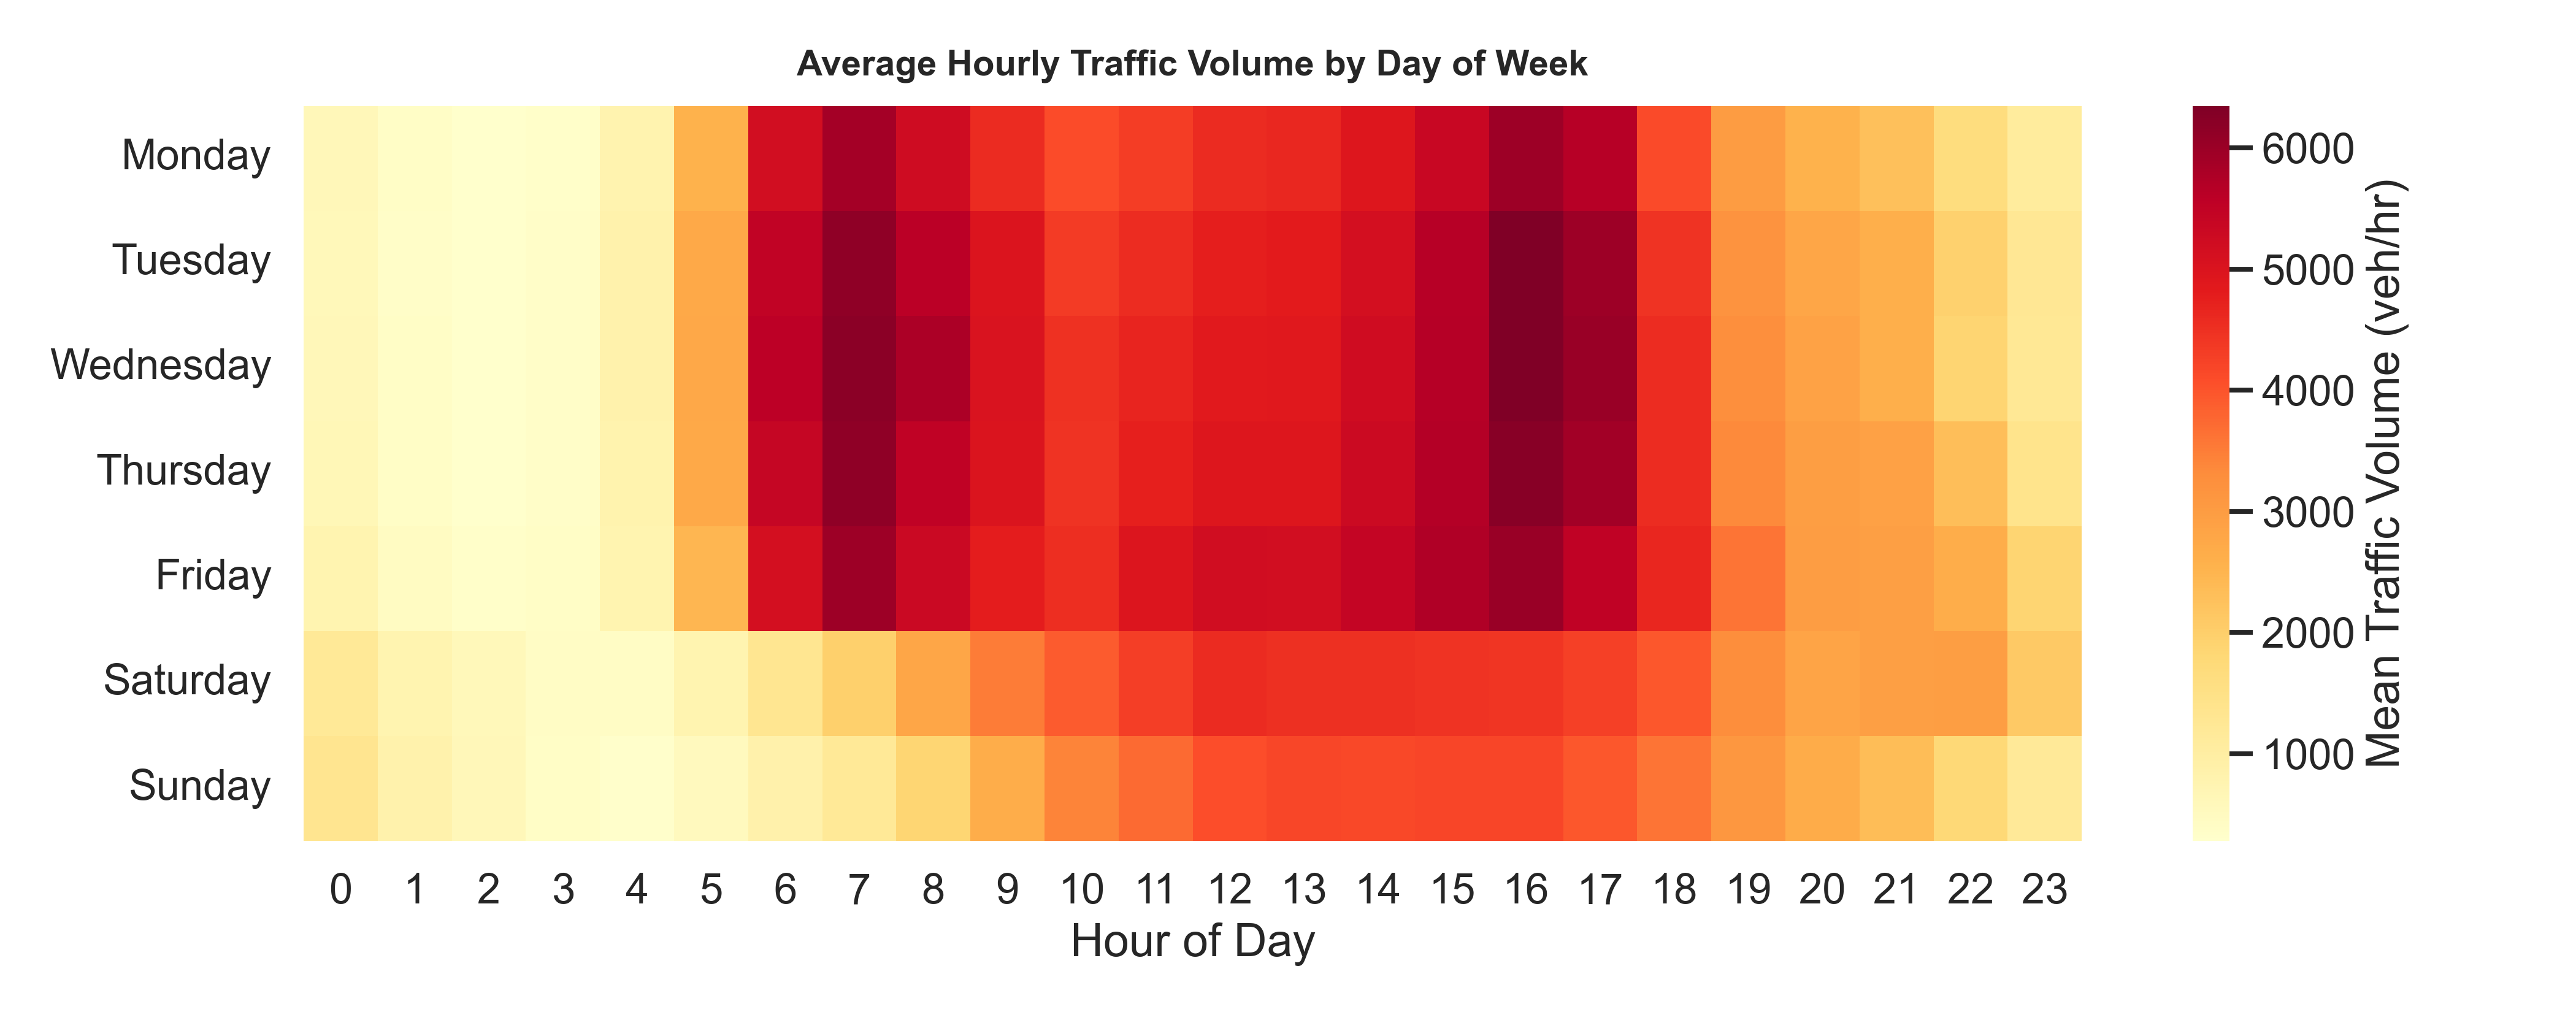 Average Hourly Traffic Volume by Day of Week
Monday
Tuesday
Wednesday
Thursday
Friday
Saturday
Sunday
0 1 2 3 4 5 6 7 8 9 10 11 12 13 14 15 16 17 18 19 20 21 22 23
Hour of Day
6000
5000
4000
3000
2000
1000
Mean Traffic Volume (veh/hr)